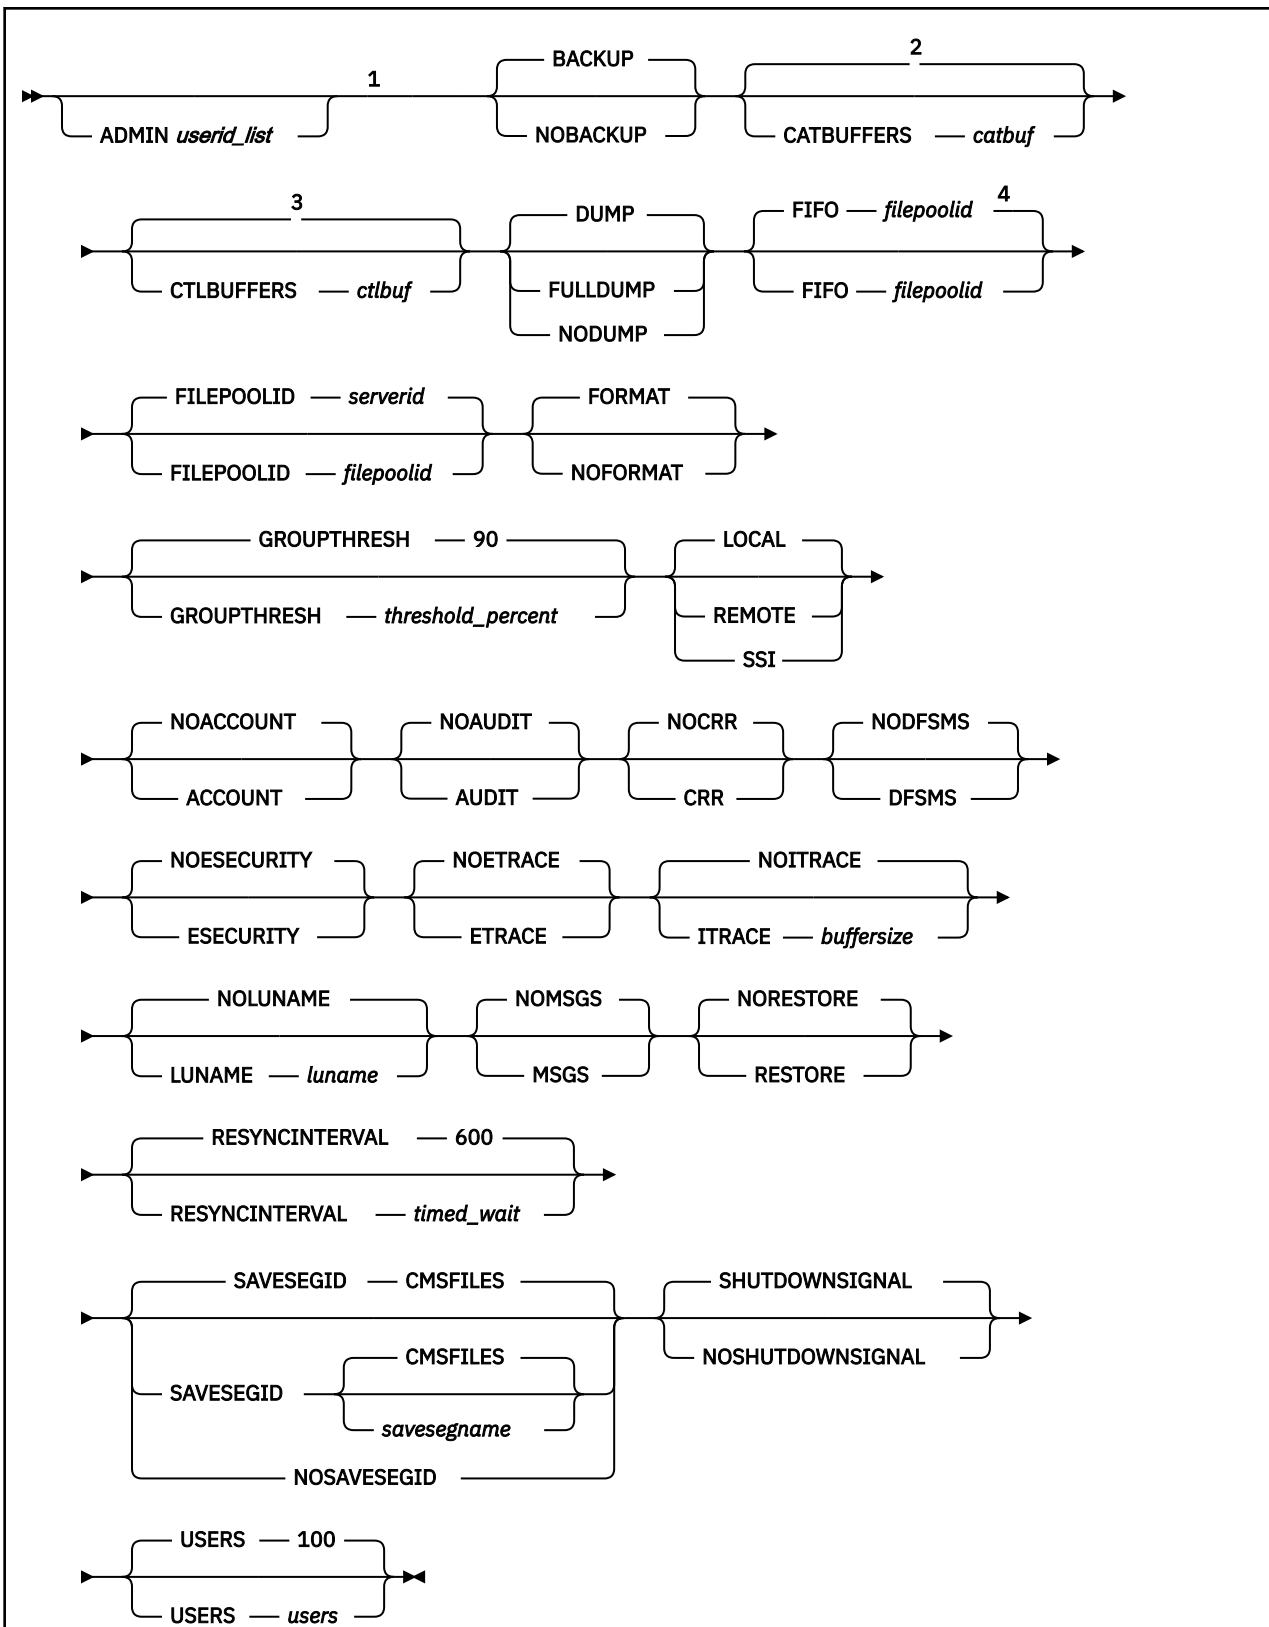 2
1 BACKUP
ADMIN userid_list NOBACKUP CATBUFFERS catbuf
3 DUMP FIFO filepoolid 4
CTLBUFFERS ctlbuf FULLDUMP FIFO filepoolid
NODUMP
FILEPOOLID serverid FORMAT
FILEPOOLID filepoolid NOFORMAT
GROUPTHRESH 90 LOCAL
GROUPTHRESH threshold_percent REMOTE
SSI
NOACCOUNT NOAUDIT NOCRR NODFSMS
ACCOUNT AUDIT CRR DFSMS
NOESECURITY NOETRACE NOITRACE
ESECURITY ETRACE ITRACE buffersize
NOLUNAME NOMSGS NORESTORE
LUNAME luname MSGS RESTORE
RESYNCINTERVAL 600
RESYNCINTERVAL timed_wait
SAVESEGID CMSFILES SHUTDOWNSIGNAL
CMSFILES NOSHUTDOWNSIGNAL
SAVESEGID
savesegname
NOSAVESEGID
USERS 100
USERS users